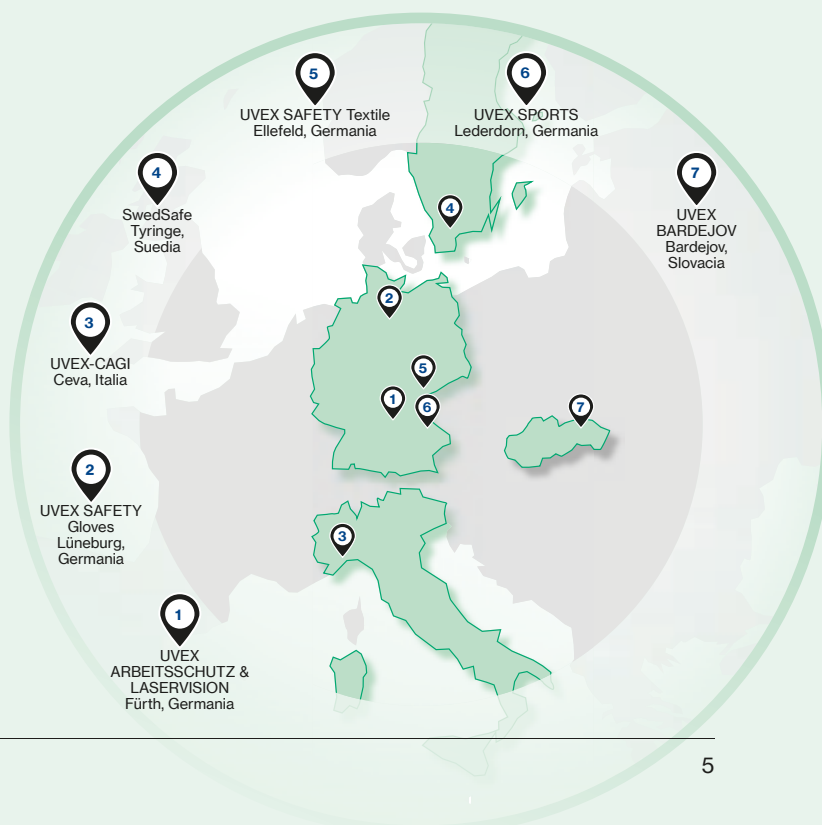 5
UVEX SAFETY Textile
Ellefeld, Germania
6
UVEX SPORTS
Lederdorn, Germania
4
SwedSafe
Tyringe,
Suedia
7
UVEX
BARDEJOV
Bardejov,
Slovacia
3
UVEX-CAGI
Ceva, Italia
2
UVEX SAFETY
Gloves
Lüneburg,
Germania
1
UVEX
ARBEITSSCHUTZ &
LASERVISION
Fürth, Germania
4
2
5
1
6
7
3
5